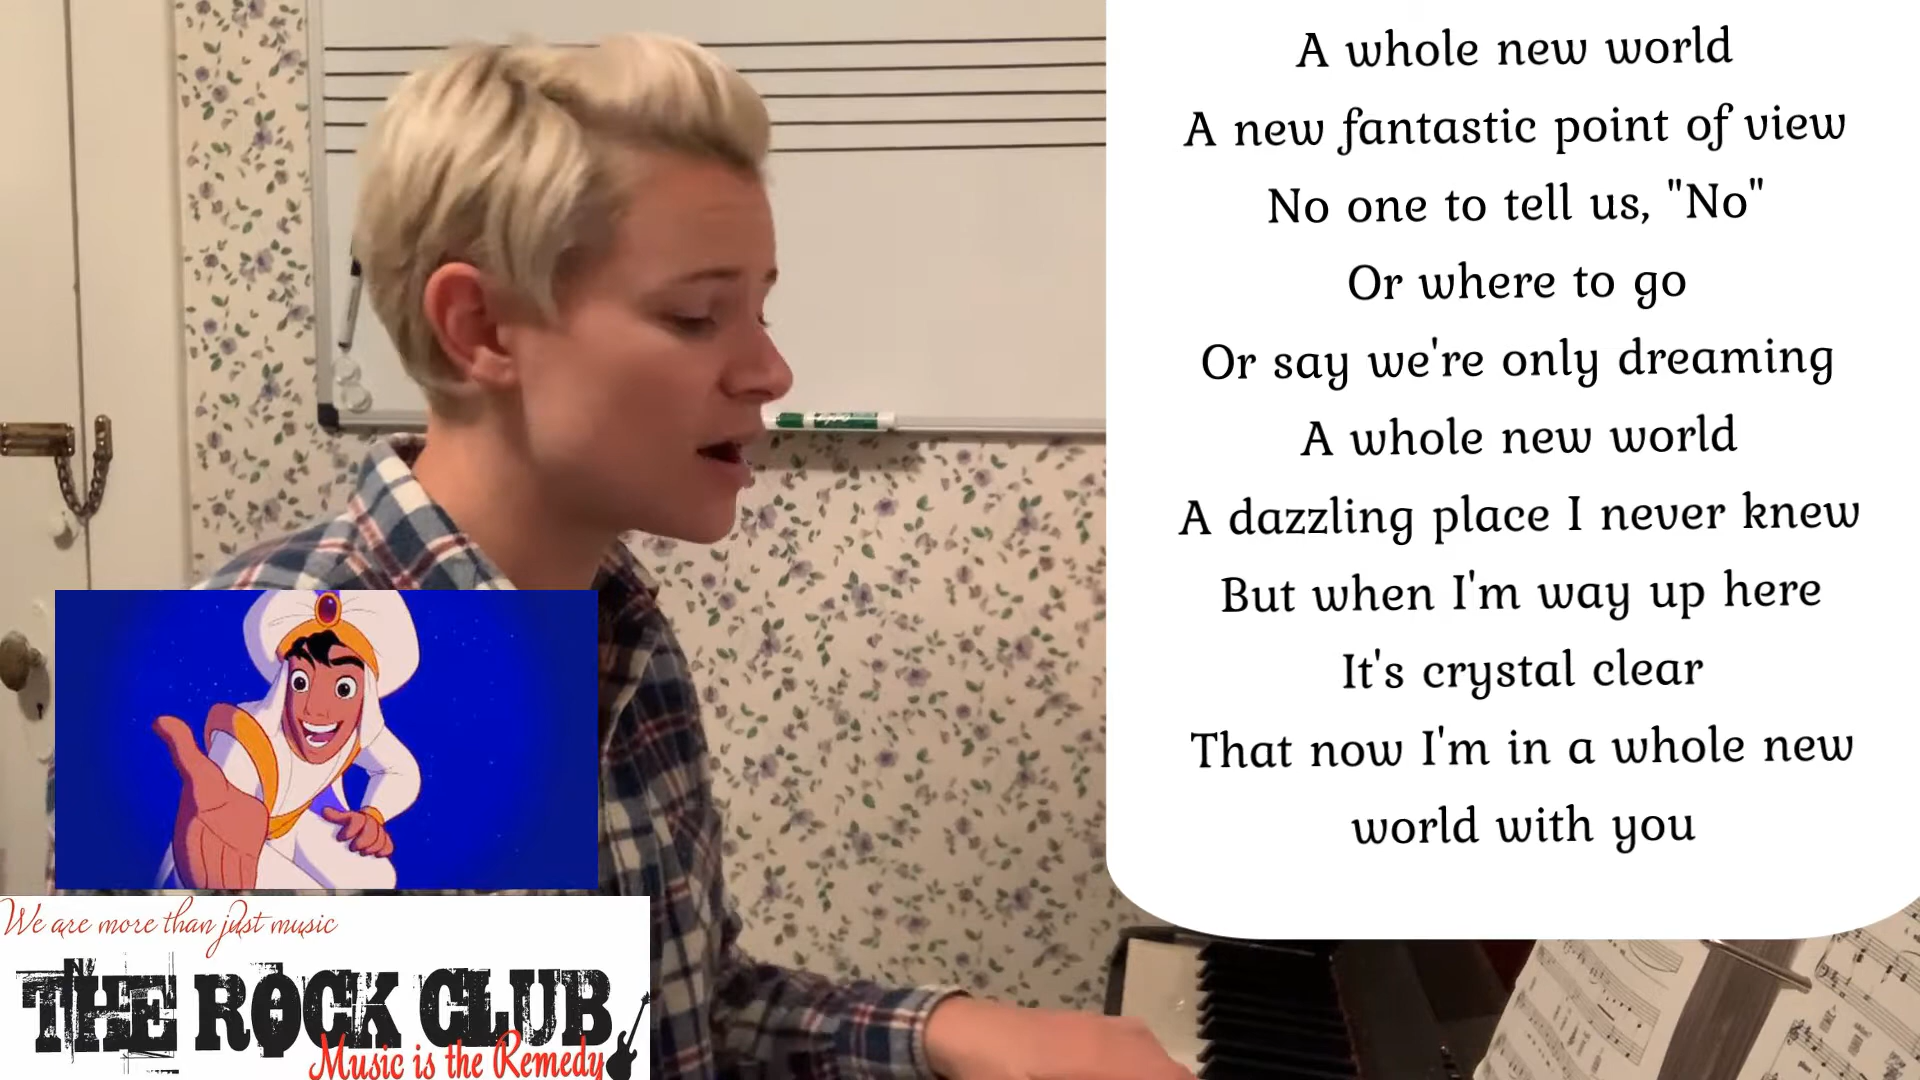 A whole new world
A new fantastic point of view
No one to tell us, "No"
Or where to go
Or say we're only dreaming
A whole new world
A dazzling place I never knew
But when I'm way up here
It's crystal clear
That now I'm in a whole new
world with you
We are more than just music
THE ROCK CLUB
Music is the Remedy